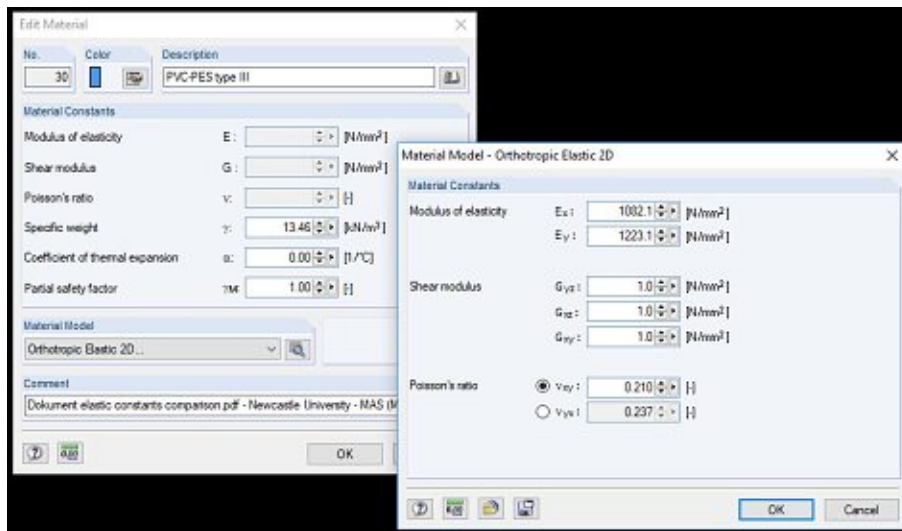 Edit Material
No. Color Description
30 PVC-PES type III
Material Constants
Modulus of elasticity E : [N/mm²]
Shear modulus G : [N/mm²]
Poisson's ratio ν: [-]
Specific weight γ: 13.46 [kN/m³]
Coefficient of thermal expansion α: 0.00 [1/°C]
Partial safety factor γM: 1.00 [-]
Material Model
Orthotropic Elastic 2D...
Comment
Dokument elastic constants comparison.pdf - Newcastle University - MAS (M
OK
Material Model - Orthotropic Elastic 2D
Material Constants
Modulus of elasticity Ex : 1082.1 [N/mm²]
Ey : 1223.1 [N/mm²]
Shear modulus Gyz : 1.0 [N/mm²]
Gxz : 1.0 [N/mm²]
Gxy : 1.0 [N/mm²]
Poisson's ratio νxy : 0.210 [-]
νyx : 0.237 [-]
OK Cancel